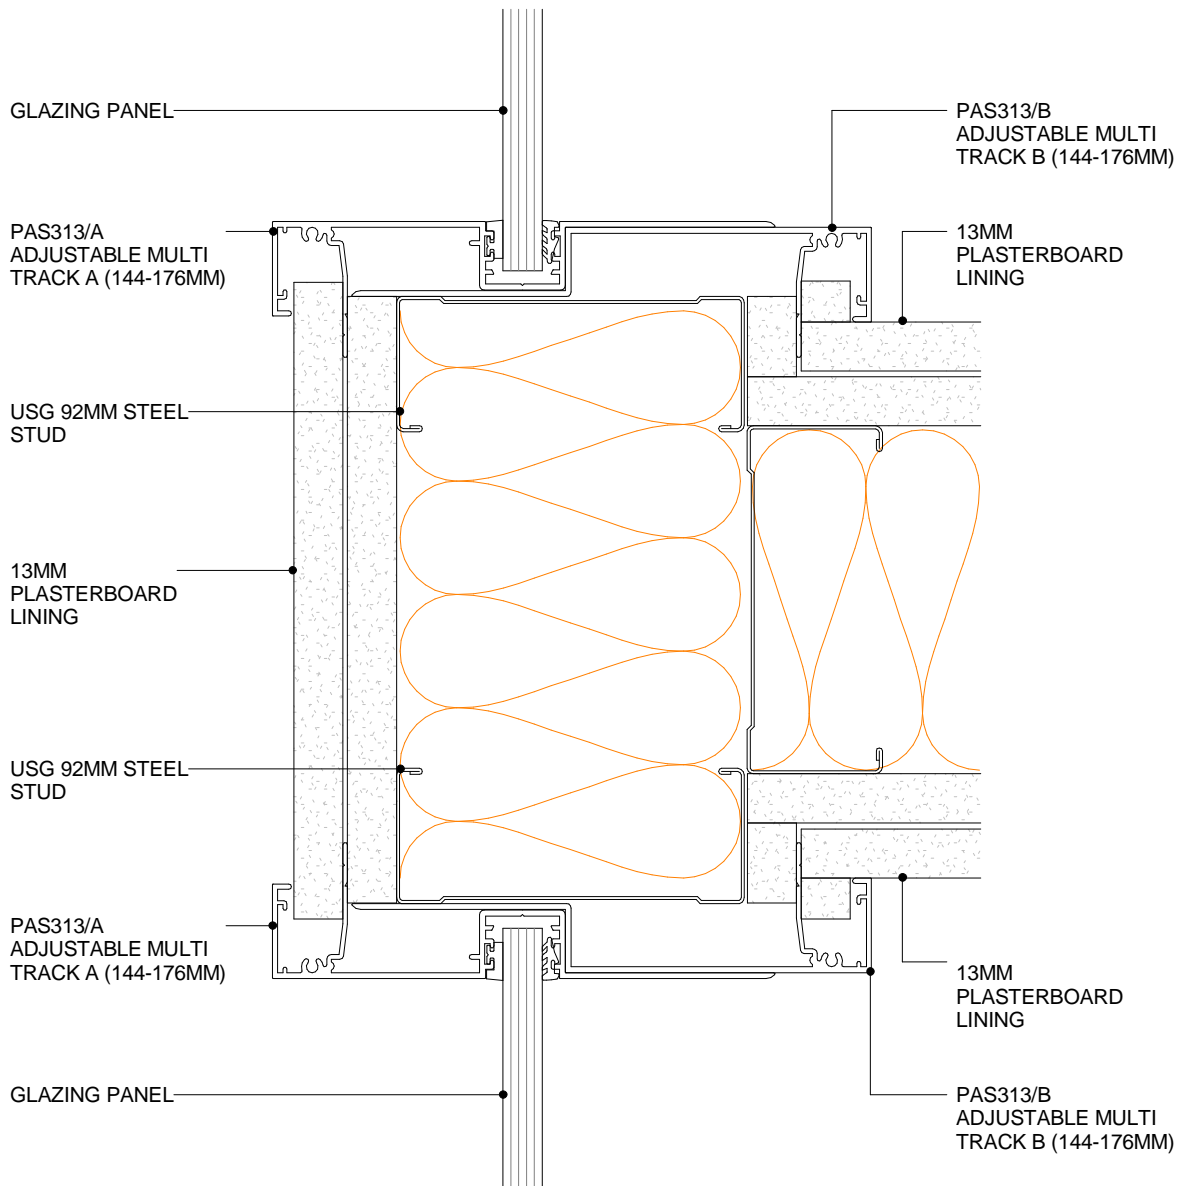 GLAZING PANEL
PAS313/A
ADJUSTABLE MULTI
TRACK A (144-176MM)
USG 92MM STEEL
STUD
13MM
PLASTERBOARD
LINING
USG 92MM STEEL
STUD
PAS313/A
ADJUSTABLE MULTI
TRACK A (144-176MM)
GLAZING PANEL
PAS313/B
ADJUSTABLE MULTI
TRACK B (144-176MM)
13MM
PLASTERBOARD
LINING
13MM
PLASTERBOARD
LINING
PAS313/B
ADJUSTABLE MULTI
TRACK B (144-176MM)